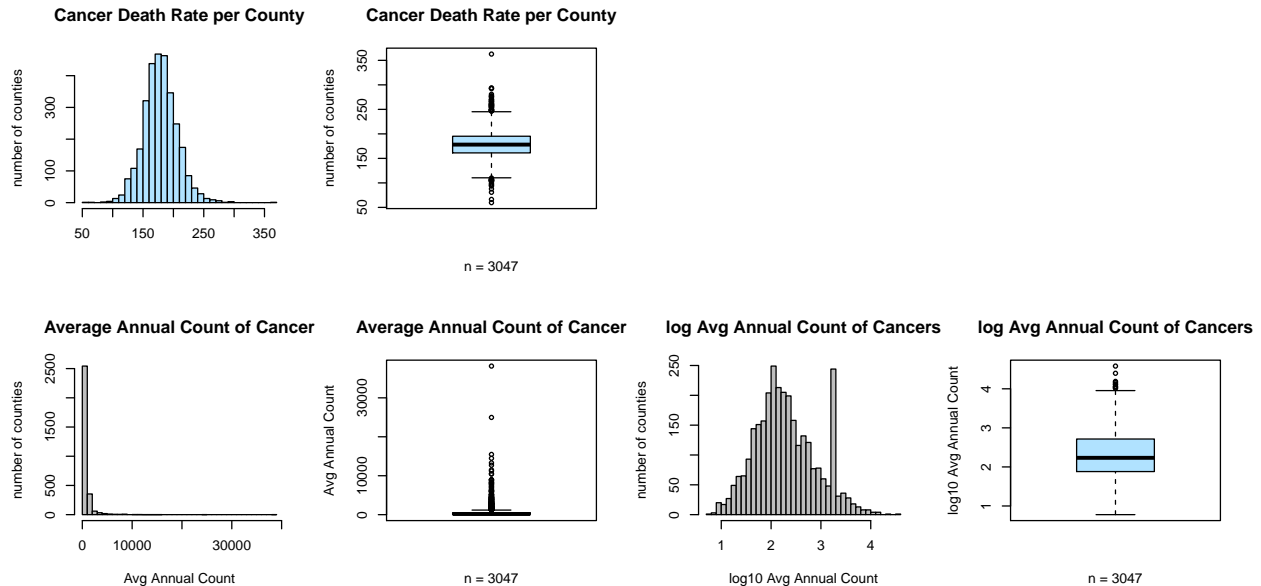 Cancer Death Rate per County
number of counties
0
100
300
50
150
250
350
Cancer Death Rate per County
number of counties
50
150
250
350
n = 3047
Average Annual Count of Cancer
number of counties
0
500
1500
2500
0
10000
30000
Avg Annual Count
Average Annual Count of Cancer
Avg Annual Count
0
10000
30000
n = 3047
log Avg Annual Count of Cancers
number of counties
0
50
150
250
1
2
3
4
log10 Avg Annual Count
log Avg Annual Count of Cancers
log10 Avg Annual Count
1
2
3
4
n = 3047